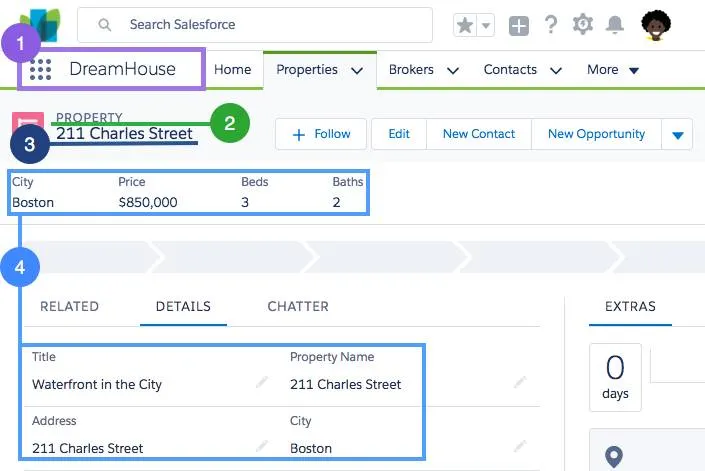 Search Salesforce
1
DreamHouse
Home
Properties
Brokers
Contacts
More
PROPERTY
2
211 Charles Street
3
+ Follow
Edit
New Contact
New Opportunity
City Price Beds Baths
Boston $850,000 3 2
4
RELATED DETAILS CHATTER
EXTRAS
Title Property Name
Waterfront in the City 211 Charles Street
0
days
Address City
211 Charles Street Boston